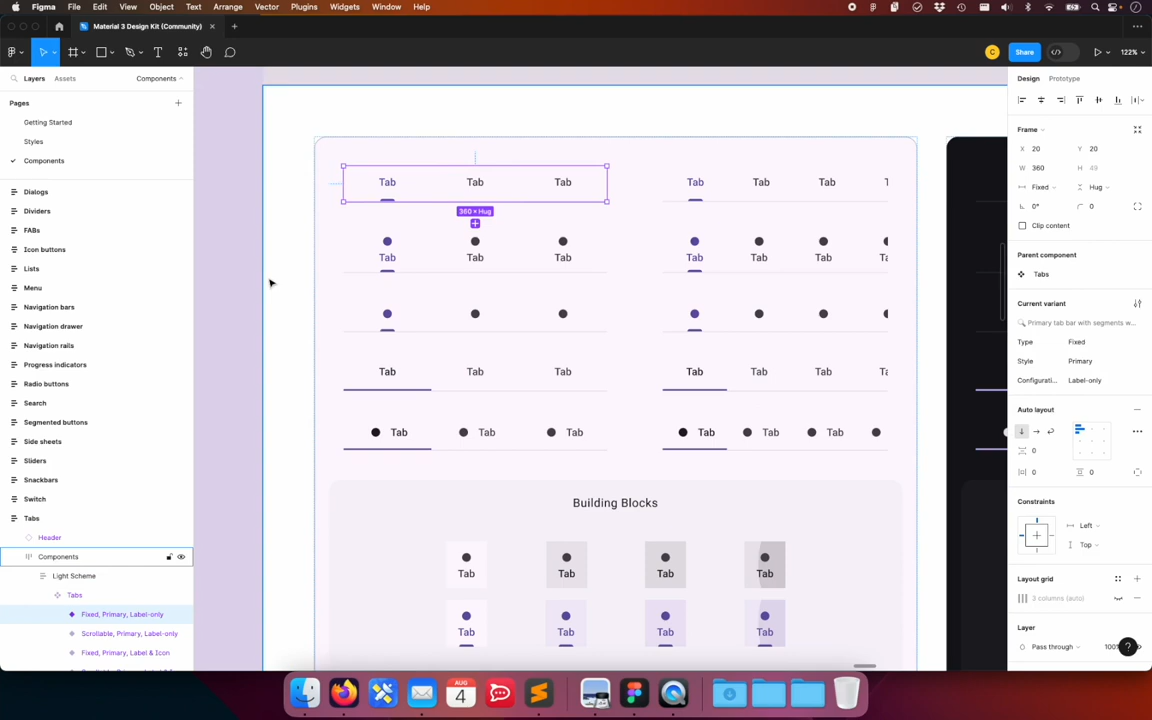 Figma File Edit View Object Text Arrange Vector Plugins Widgets Window Help
Material 3 Design Kit (Community)
Share
122%
Layers Assets Components
C
Pages
Getting Started
Styles
Components
Dialogs
Dividers
FABs
Icon buttons
Lists
Menu
Navigation bars
Navigation drawer
Navigation rails
Progress indicators
Radio buttons
Search
Segmented buttons
Side sheets
Sliders
Snackbars
Switch
Tabs
Header
Components
Light Scheme
Tabs
Fixed, Primary, Label-only
Scrollable, Primary, Label-only
Fixed, Primary, Label & Icon
Tab Tab Tab
360 × Hug
Tab Tab Tab
Tab Tab Tab
Tab Tab Tab
Tab Tab Tab
Tab Tab Tab
Tab Tab Tab
Tab Tab Tab
Building Blocks
Tab Tab Tab Tab
Tab Tab Tab Tab
Design Prototype
Frame
X 20 Y 20
W 360 H 49
Fixed Hug
0° 0
Clip content
Parent component
Tabs
Current variant
Primary tab bar with segments w...
Type Fixed
Style Primary
Configurati... Label-only
Auto layout
0
0 0
Constraints
Left
Top
Layout grid
3 columns (auto)
Layer
Pass through
?
AUG
4